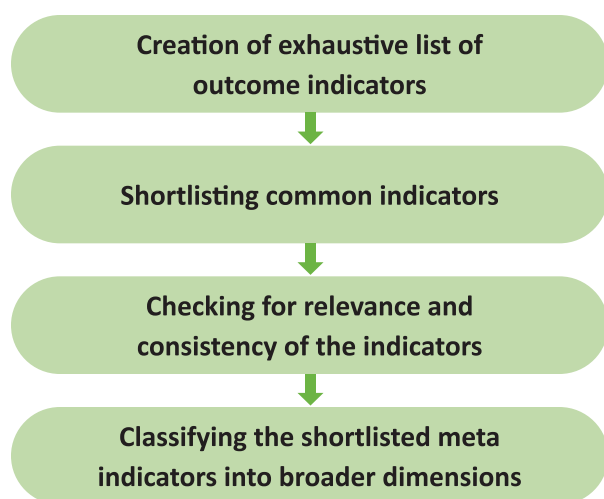 Creation of exhaustive list of
outcome indicators
Shortlisting common indicators
Checking for relevance and
consistency of the indicators
Classifying the shortlisted meta
indicators into broader dimensions